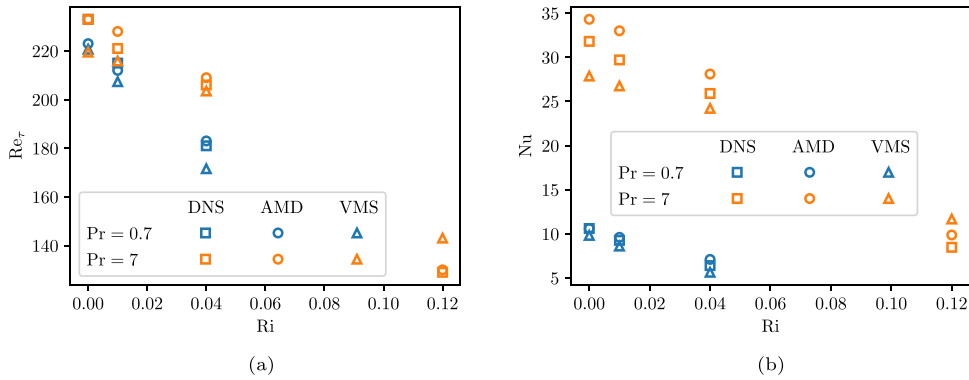 220
200
180
160
140
Re_τ
DNS AMD VMS
Pr = 0.7
Pr = 7
0.00 0.02 0.04 0.06 0.08 0.10 0.12
Ri
(a)
35
30
25
20
15
10
5
Nu
DNS AMD VMS
Pr = 0.7
Pr = 7
0.00 0.02 0.04 0.06 0.08 0.10 0.12
Ri
(b)